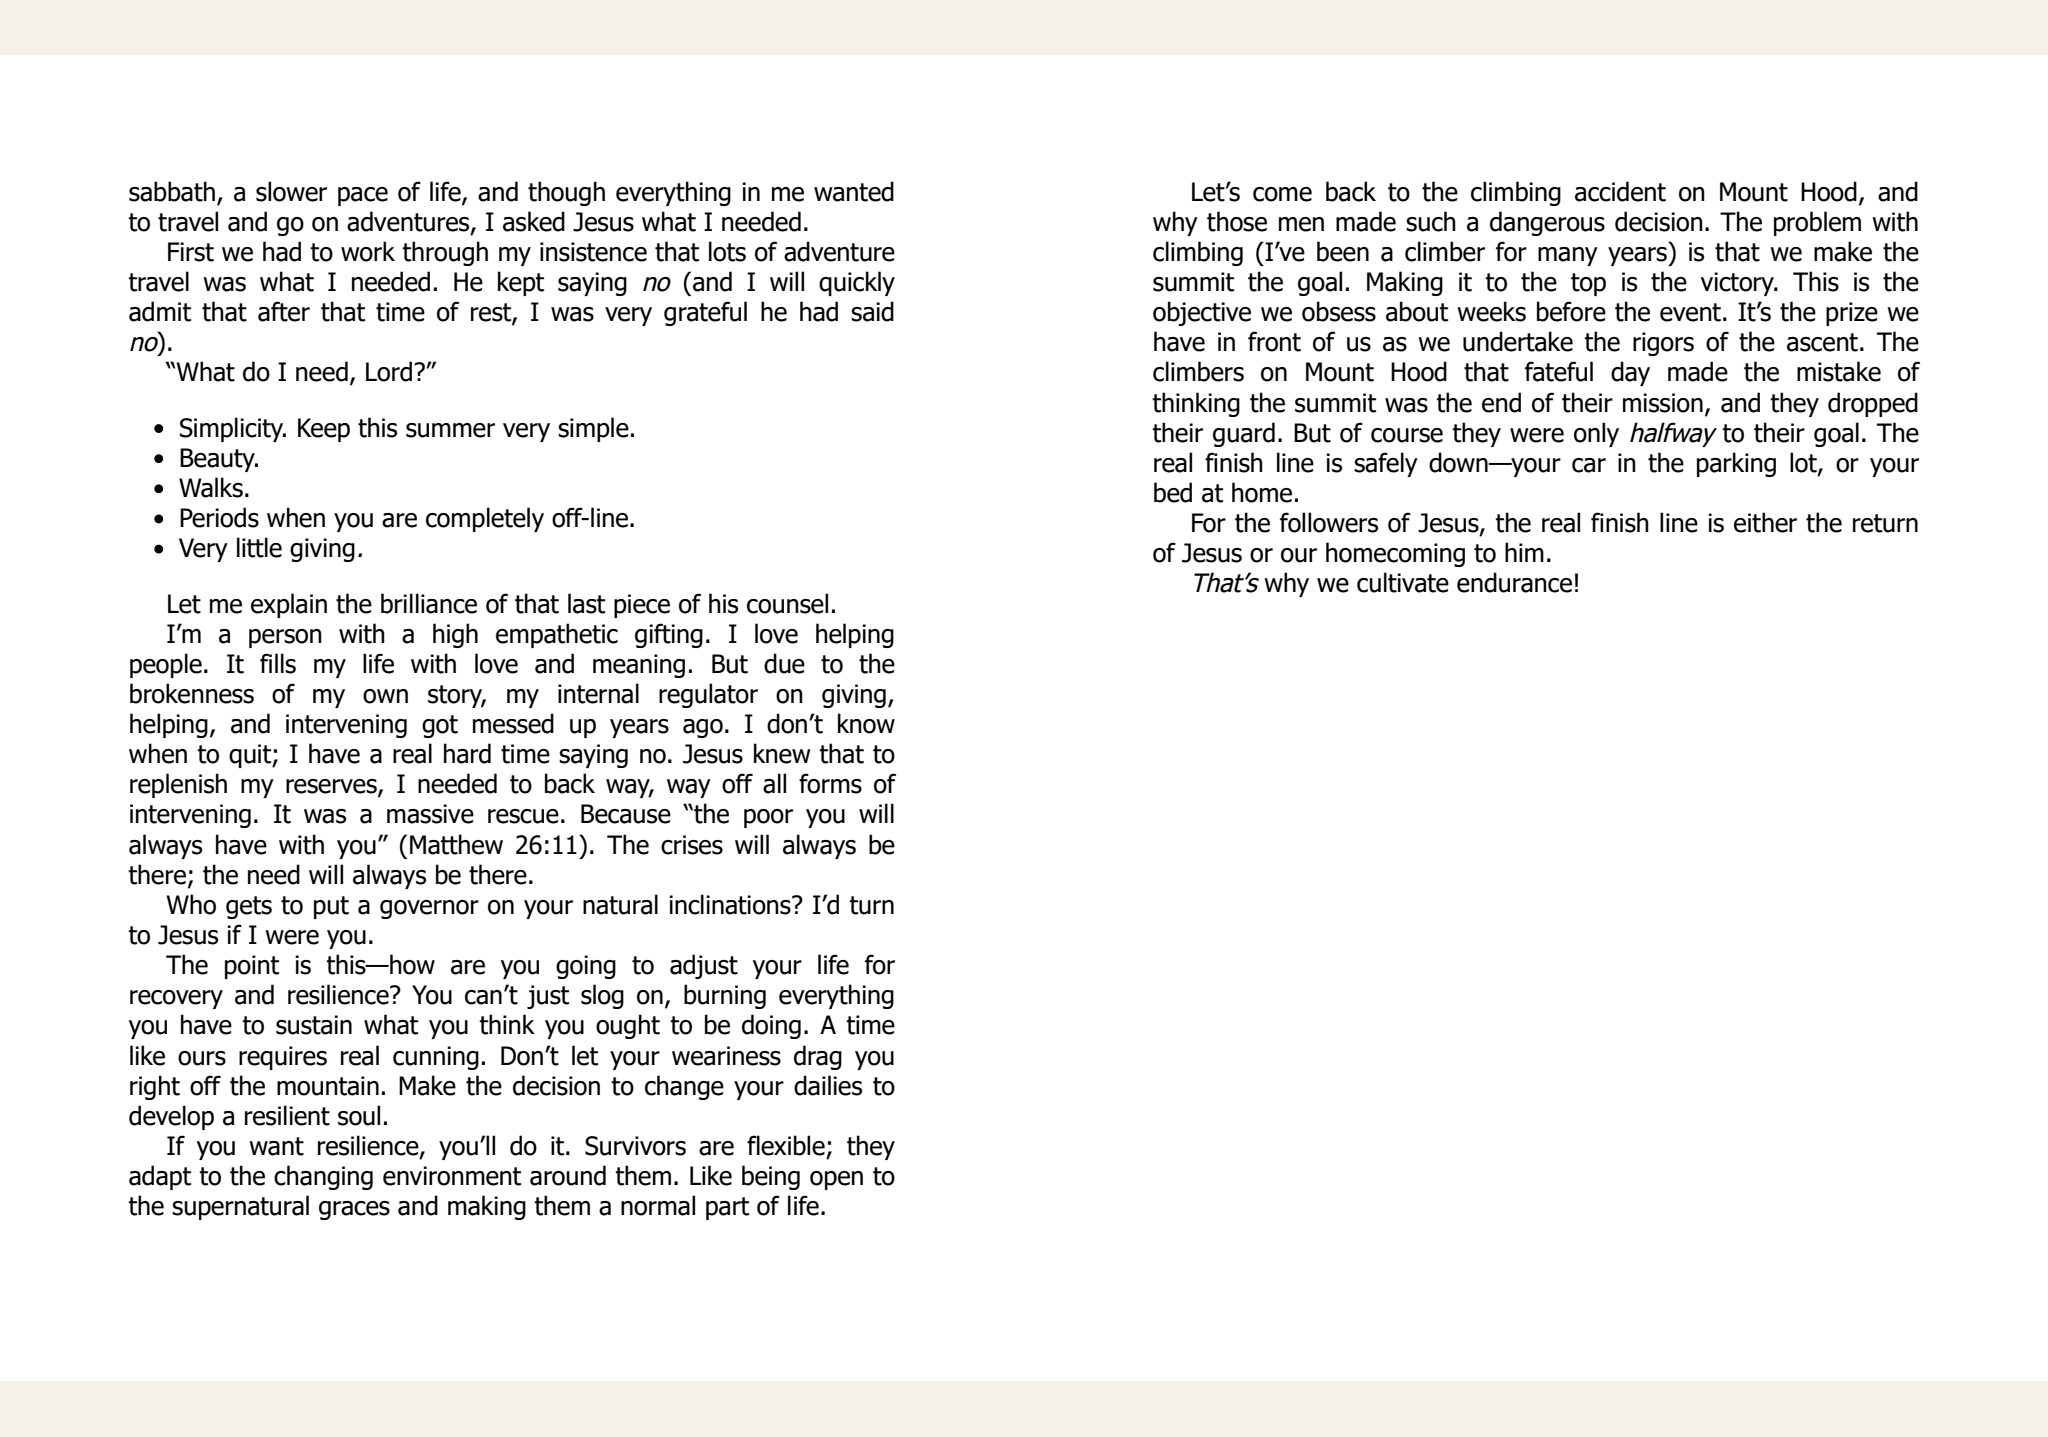 sabbath, a slower pace of life, and though everything in me wanted
to travel and go on adventures, I asked Jesus what I needed.
First we had to work through my insistence that lots of adventure
travel was what I needed. He kept saying no (and I will quickly
admit that after that time of rest, I was very grateful he had said
no).
“What do I need, Lord?”
• Simplicity. Keep this summer very simple.
• Beauty.
• Walks.
• Periods when you are completely off-line.
• Very little giving.
Let me explain the brilliance of that last piece of his counsel.
I’m a person with a high empathetic gifting. I love helping
people. It fills my life with love and meaning. But due to the
brokenness of my own story, my internal regulator on giving,
helping, and intervening got messed up years ago. I don’t know
when to quit; I have a real hard time saying no. Jesus knew that to
replenish my reserves, I needed to back way, way off all forms of
intervening. It was a massive rescue. Because “the poor you will
always have with you” (Matthew 26:11). The crises will always be
there; the need will always be there.
Who gets to put a governor on your natural inclinations? I’d turn
to Jesus if I were you.
The point is this—how are you going to adjust your life for
recovery and resilience? You can’t just slog on, burning everything
you have to sustain what you think you ought to be doing. A time
like ours requires real cunning. Don’t let your weariness drag you
right off the mountain. Make the decision to change your dailies to
develop a resilient soul.
If you want resilience, you’ll do it. Survivors are flexible; they
adapt to the changing environment around them. Like being open to
the supernatural graces and making them a normal part of life.
Let’s come back to the climbing accident on Mount Hood, and
why those men made such a dangerous decision. The problem with
climbing (I’ve been a climber for many years) is that we make the
summit the goal. Making it to the top is the victory. This is the
objective we obsess about weeks before the event. It’s the prize we
have in front of us as we undertake the rigors of the ascent. The
climbers on Mount Hood that fateful day made the mistake of
thinking the summit was the end of their mission, and they dropped
their guard. But of course they were only halfway to their goal. The
real finish line is safely down—your car in the parking lot, or your
bed at home.
For the followers of Jesus, the real finish line is either the return
of Jesus or our homecoming to him.
That’s why we cultivate endurance!